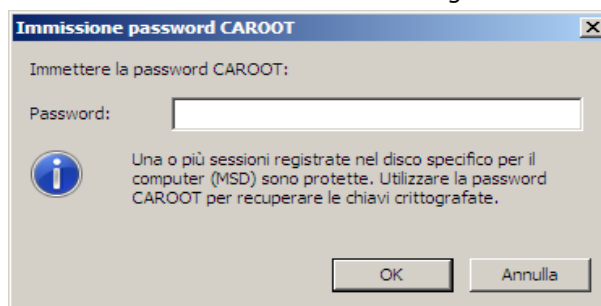 Immissione password CAROOT
Immettere la password CAROOT:
Password:
Una o più sessioni registrate nel disco specifico per il
computer (MSD) sono protette. Utilizzare la password
CAROOT per recuperare le chiavi crittografate.
OK Annulla